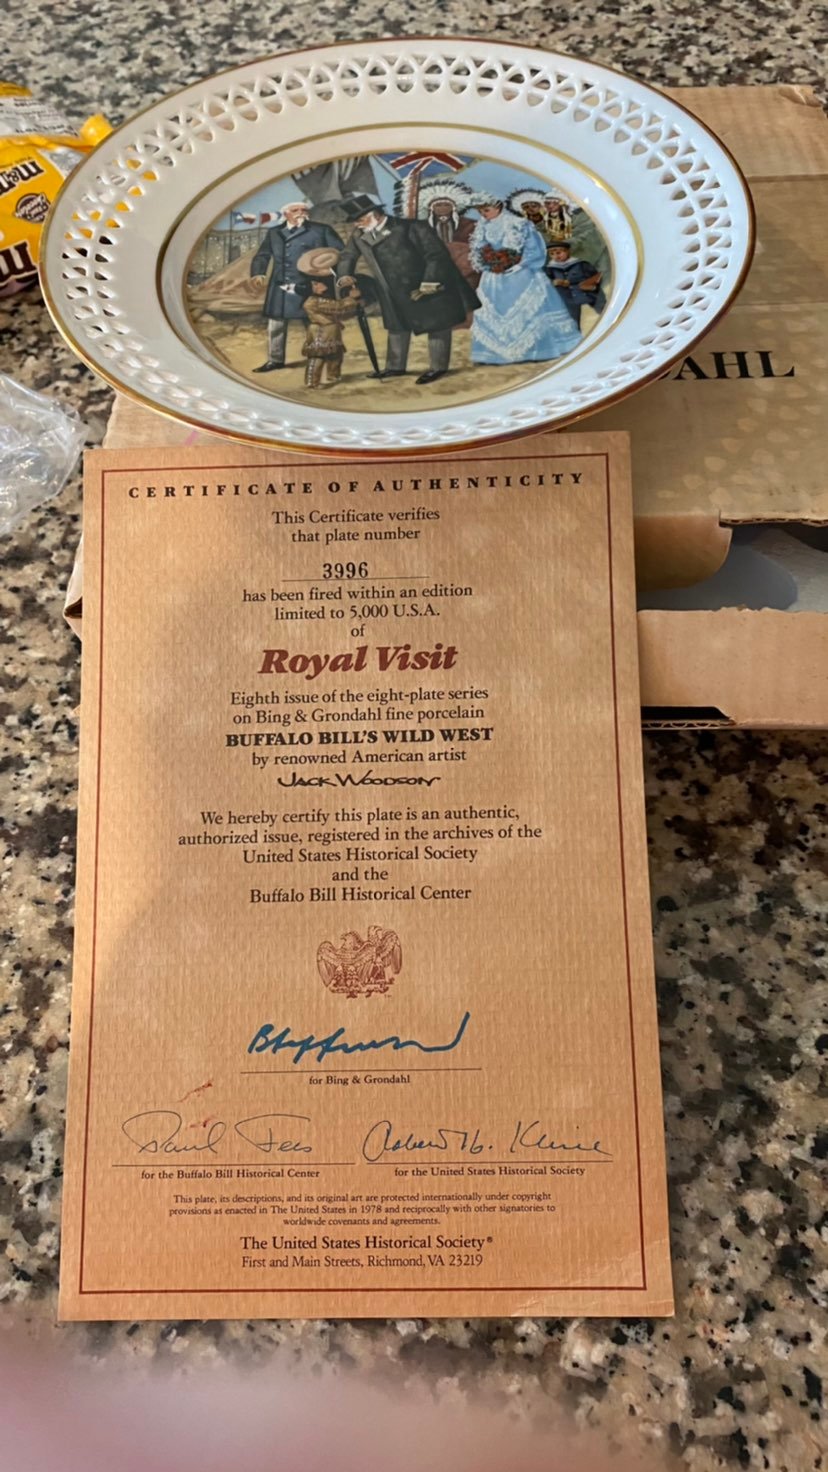 AHL
CERTIFICATE OF AUTHENTICITY
This Certificate verifies
that plate number
3996
has been fired within an edition
limited to 5,000 U.S.A.
of
Royal Visit
Eighth issue of the eight-plate series
on Bing & Grondahl fine porcelain
BUFFALO BILL'S WILD WEST
by renowned American artist
JACK WOODSON
We hereby certify this plate is an authentic,
authorized issue, registered in the archives of the
United States Historical Society
and the
Buffalo Bill Historical Center
for Bing & Grondahl
Paul Fees
Robert H. Kline
for the Buffalo Bill Historical Center
for the United States Historical Society
This plate, its descriptions, and its original art are protected internationally under copyright
provisions as enacted in The United States in 1978 and reciprocally with other signatories to
worldwide covenants and agreements.
The United States Historical Society®
First and Main Streets, Richmond, VA 23219